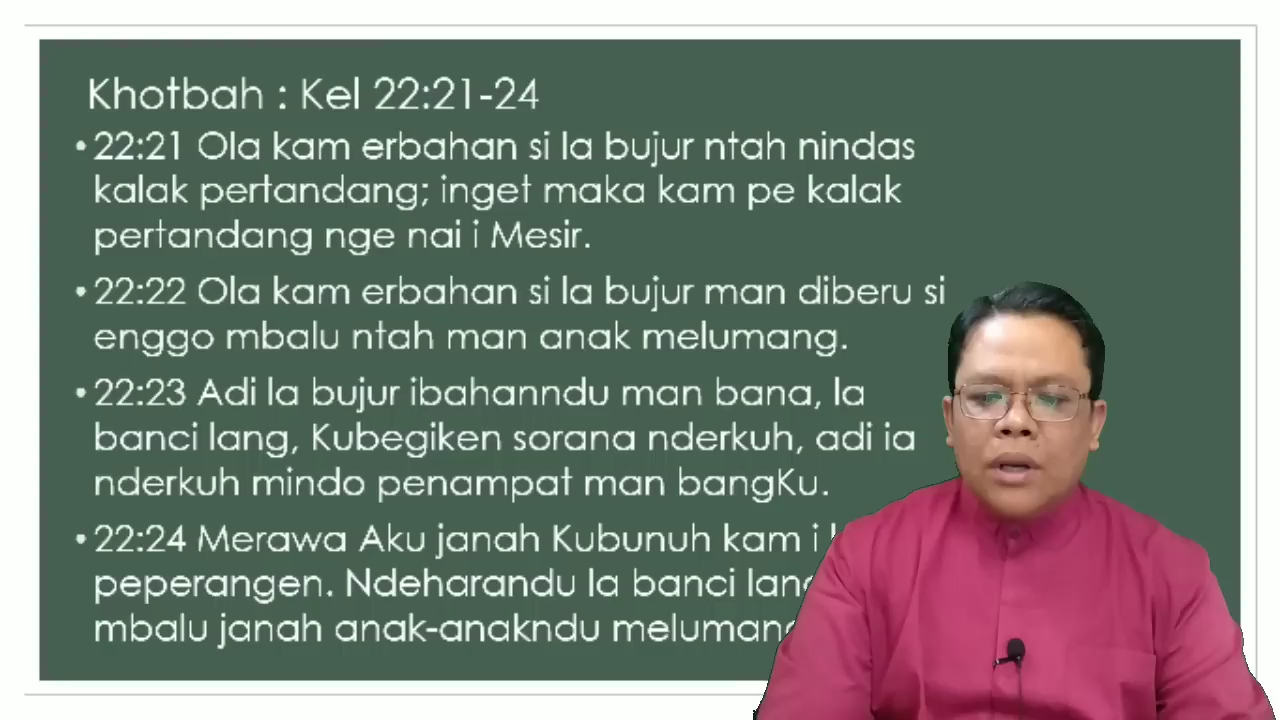 Khotbah : Kel 22:21-24
• 22:21 Ola kam erbahan si la bujur ntah nindas
kalak pertandang; inget maka kam pe kalak
pertandang nge nai i Mesir.
• 22:22 Ola kam erbahan si la bujur man diberu si
enggo mbalu ntah man anak melumang.
• 22:23 Adi la bujur ibahanndu man bana, la
banci lang, Kubegiken sorana nderkuh, adi ia
nderkuh mindo penampat man bangKu.
• 22:24 Merawa Aku janah Kubunuh kam i
peperangen. Ndeharandu la banci
mbalu janah anak-anakndu